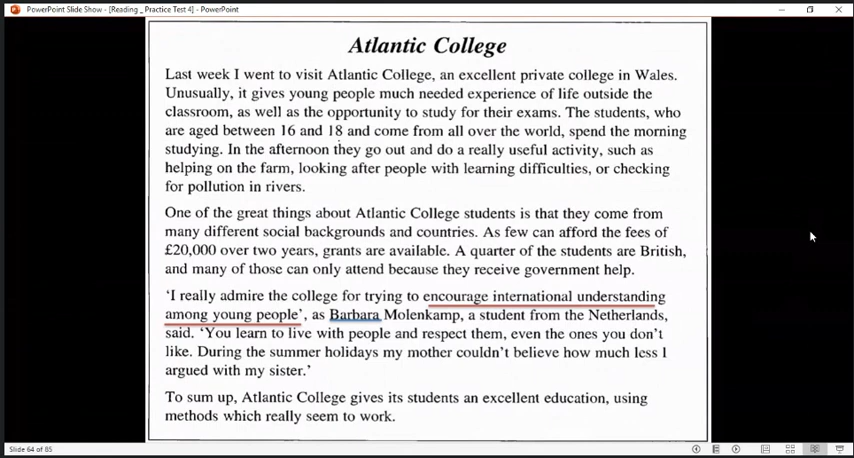 PowerPoint Slide Show - [Reading _ Practice Test 4] - PowerPoint
Atlantic College
Last week I went to visit Atlantic College, an excellent private college in Wales.
Unusually, it gives young people much needed experience of life outside the
classroom, as well as the opportunity to study for their exams. The students, who
are aged between 16 and 18 and come from all over the world, spend the morning
studying. In the afternoon they go out and do a really useful activity, such as
helping on the farm, looking after people with learning difficulties, or checking
for pollution in rivers.
One of the great things about Atlantic College students is that they come from
many different social backgrounds and countries. As few can afford the fees of
£20,000 over two years, grants are available. A quarter of the students are British,
and many of those can only attend because they receive government help.
‘I really admire the college for trying to encourage international understanding
among young people’, as Barbara Molenkamp, a student from the Netherlands,
said. ‘You learn to live with people and respect them, even the ones you don’t
like. During the summer holidays my mother couldn’t believe how much less I
argued with my sister.’
To sum up, Atlantic College gives its students an excellent education, using
methods which really seem to work.
Slide 64 of 85